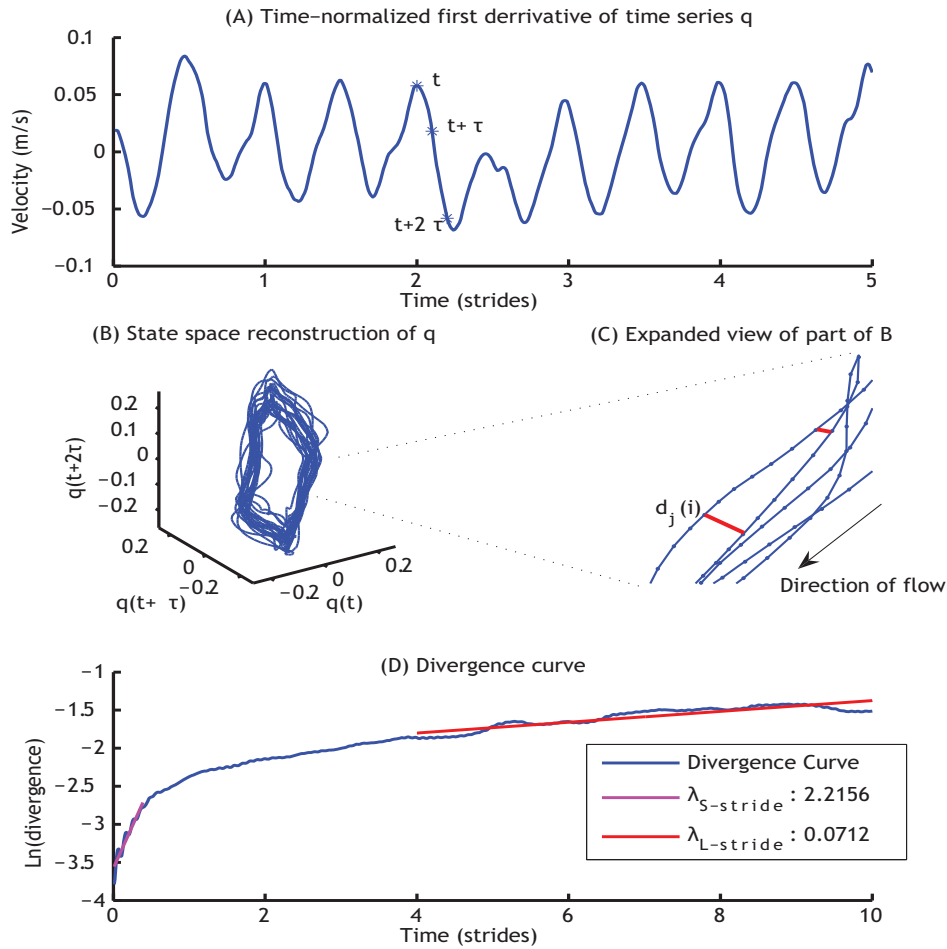 (A) Time−normalized first derrivative of time series q
0.1
0.05
0
−0.05
−0.1
Velocity (m/s)
t
t+ τ
t+2 τ
0 1 2 3 4 5
Time (strides)
(B) State space reconstruction of q
0.2
0.1
0
−0.1
−0.2
q(t+2τ)
0.2
0
−0.2
q(t+ τ)
−0.2
0
0.2
q(t)
(C) Expanded view of part of B
d_j (i)
Direction of flow
(D) Divergence curve
−1
−1.5
−2
−2.5
−3
−3.5
−4
Ln(divergence)
Divergence Curve
λ_S−stride : 2.2156
λ_L−stride : 0.0712
0 2 4 6 8 10
Time (strides)